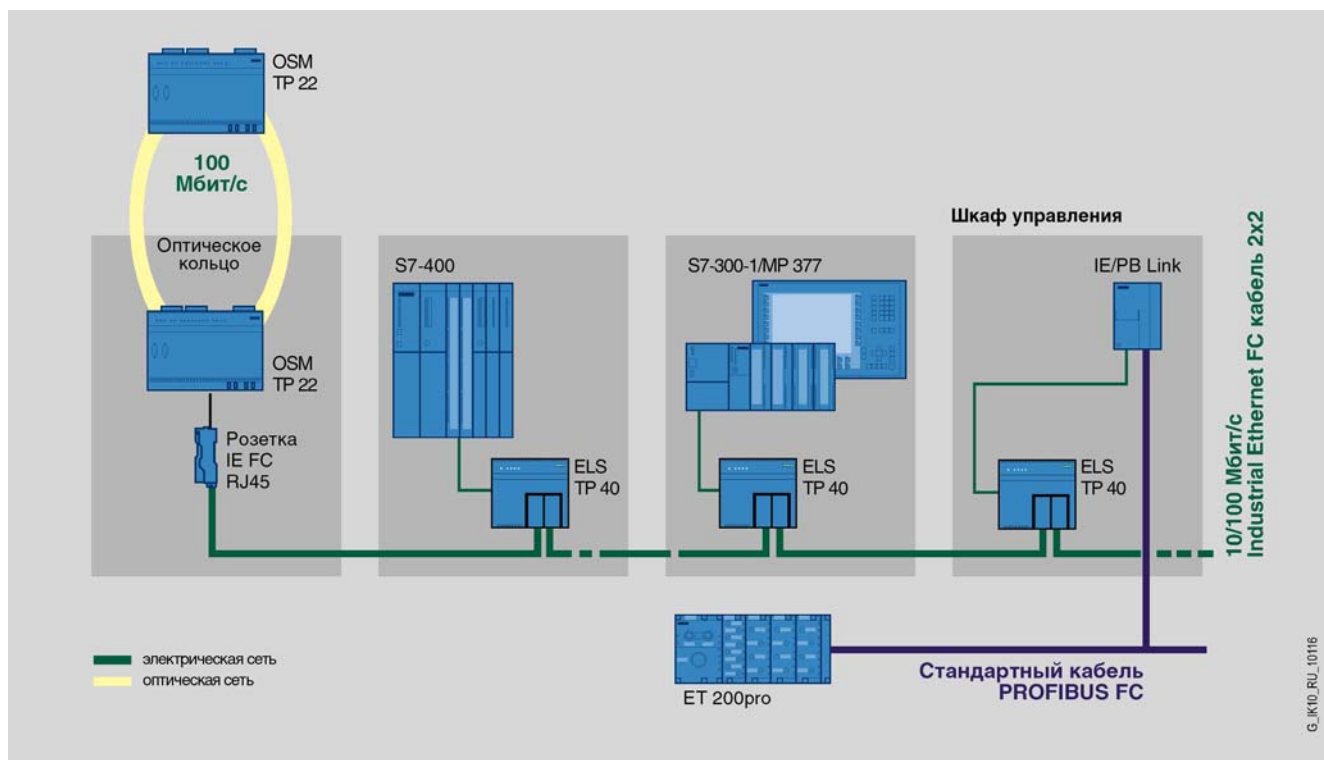 OSM
TP 22
100
Мбит/с
Оптическое
кольцо
OSM
TP 22
Розетка
IE FC
RJ45
S7-400
ELS
TP 40
S7-300-1/MP 377
ELS
TP 40
Шкаф управления
IE/PB Link
ELS
TP 40
10/100 Мбит/с
Industrial Ethernet FC кабель 2x2
электрическая сеть
оптическая сеть
ET 200pro
Стандартный кабель
PROFIBUS FC
G_IK10_RU_10116